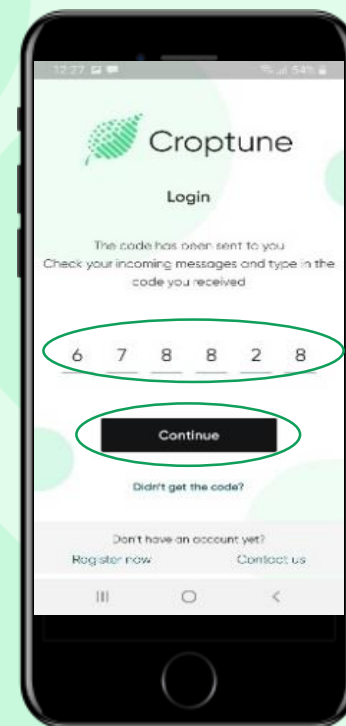 12:27 54%
Croptune
Login
The code has been sent to you
Check your incoming messages and type in the
code you received
6 7 8 8 2 8
Continue
Didn't get the code?
Don't have an account yet?
Register now Contact us